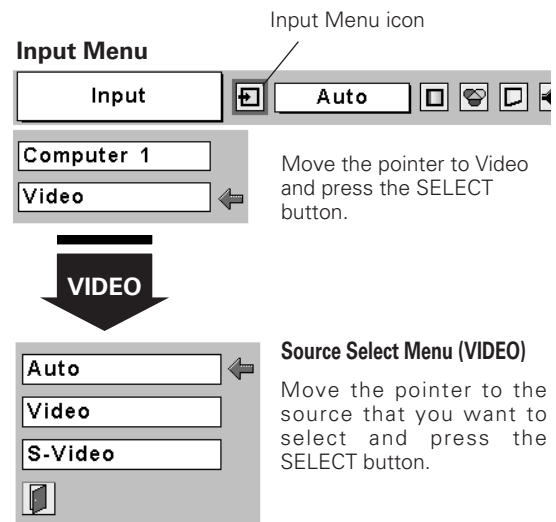 Input Menu icon
Input Menu
Input
Auto
Computer 1
Video
Move the pointer to Video
and press the SELECT
button.
VIDEO
Auto
Video
S-Video
Source Select Menu (VIDEO)
Move the pointer to the
source that you want to
select and press the
SELECT button.